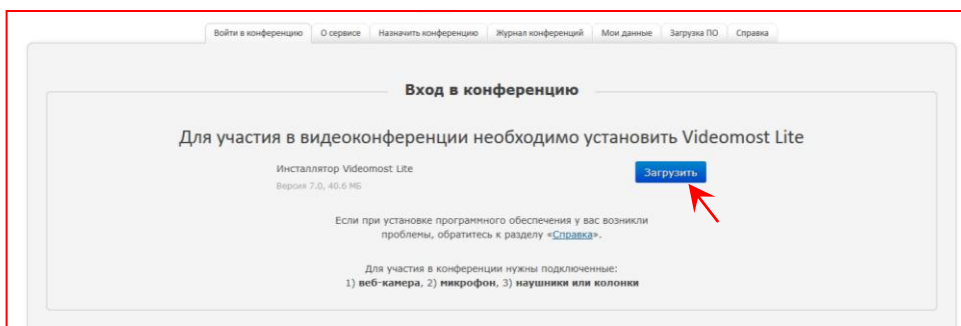 Войти в конференцию О сервисе Назначить конференцию Журнал конференций Мои данные Загрузка ПО Справка
Вход в конференцию
Для участия в видеоконференции необходимо установить Videomost Lite
Инсталлятор Videomost Lite Загрузить
Версия 7.0, 40.6 МБ
Если при установке программного обеспечения у вас возникли
проблемы, обратитесь к разделу «Справка».
Для участия в конференции нужны подключенные:
1) веб-камера, 2) микрофон, 3) наушники или колонки